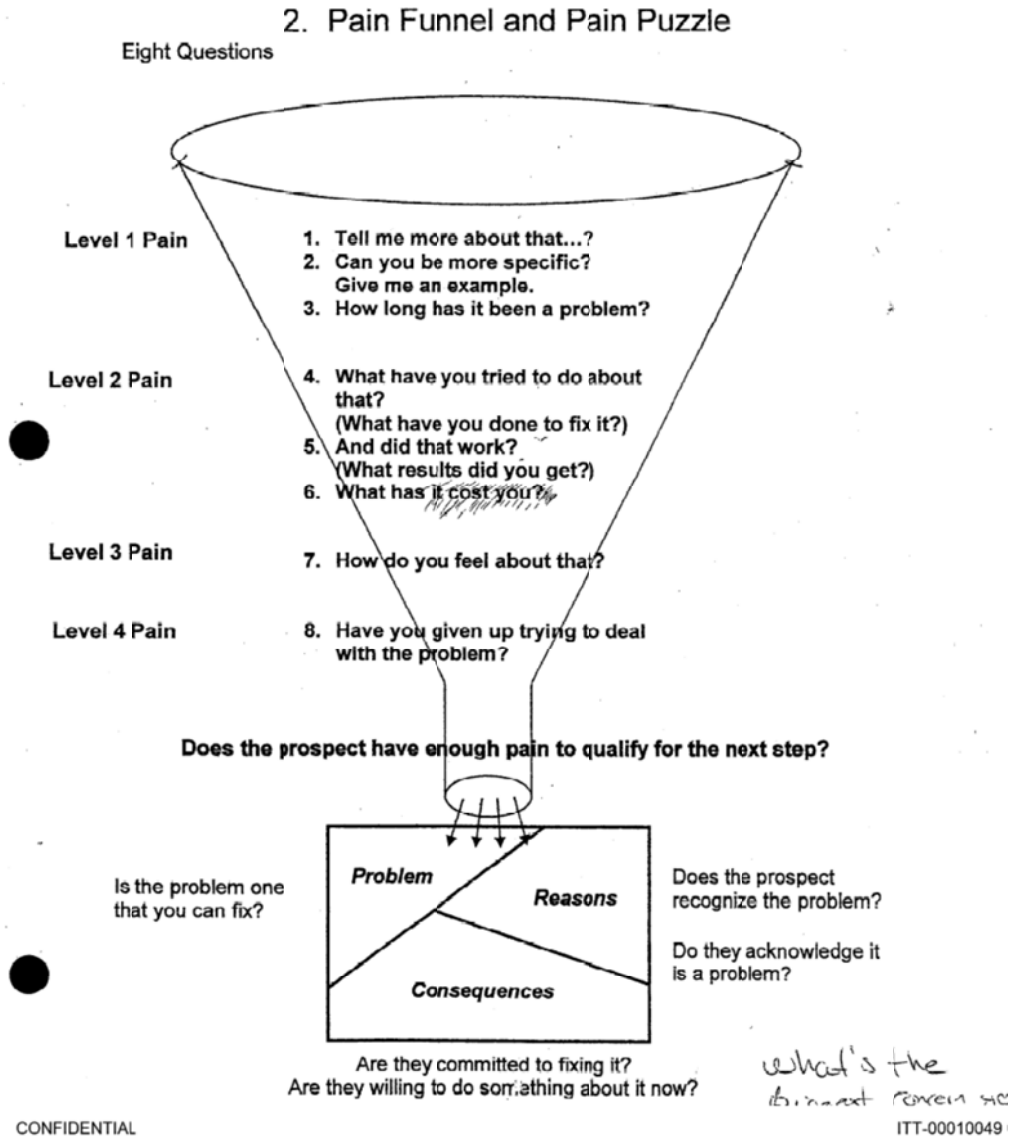 2. Pain Funnel and Pain Puzzle
Eight Questions
Level 1 Pain
1. Tell me more about that...?
2. Can you be more specific?
Give me an example.
3. How long has it been a problem?
Level 2 Pain
4. What have you tried to do about
that?
(What have you done to fix it?)
5. And did that work?
(What results did you get?)
6. What has it cost you?
Level 3 Pain
7. How do you feel about that?
Level 4 Pain
8. Have you given up trying to deal
with the problem?
Does the prospect have enough pain to qualify for the next step?
Is the problem one
that you can fix?
Problem
Reasons
Consequences
Does the prospect
recognize the problem?
Do they acknowledge it
is a problem?
Are they committed to fixing it?
Are they willing to do something about it now?
what's the
CONFIDENTIAL
ITT-00010049